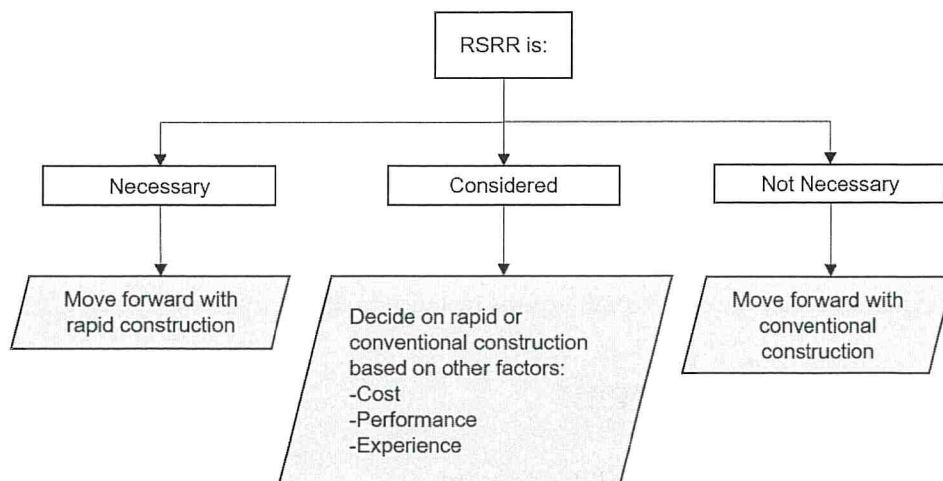 RSRR is:
Necessary
Considered
Not Necessary
Move forward with
rapid construction
Decide on rapid or
conventional construction
based on other factors:
-Cost
-Performance
-Experience
Move forward with
conventional
construction